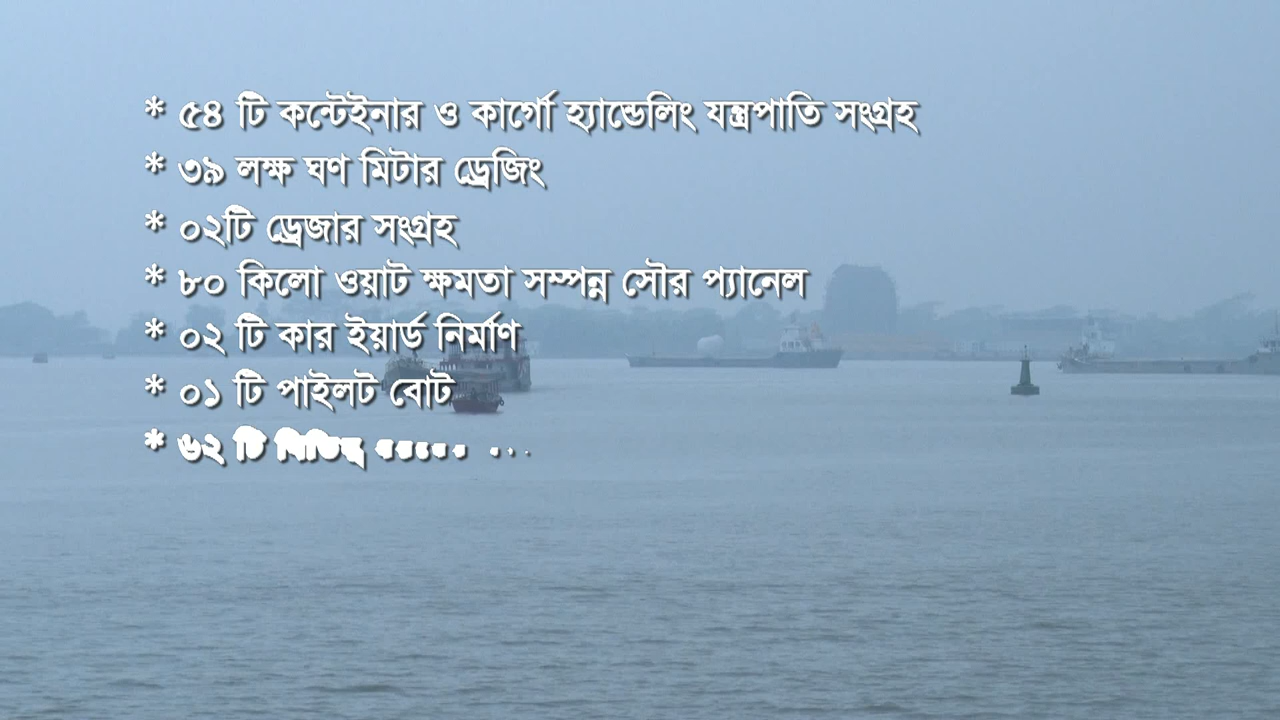 * ৫৪ টি কন্টেইনার ও কার্গো হ্যান্ডেলিং যন্ত্রপাতি সংগ্রহ
* ৩৯ লক্ষ ঘণ মিটার ড্রেজিং
* ০২টি ড্রেজার সংগ্রহ
* ৮০ কিলো ওয়াট ক্ষমতা সম্পন্ন সৌর প্যানেল
* ০২ টি কার ইয়ার্ড নির্মাণ
* ০১ টি পাইলট বোট
* ৬২ টি